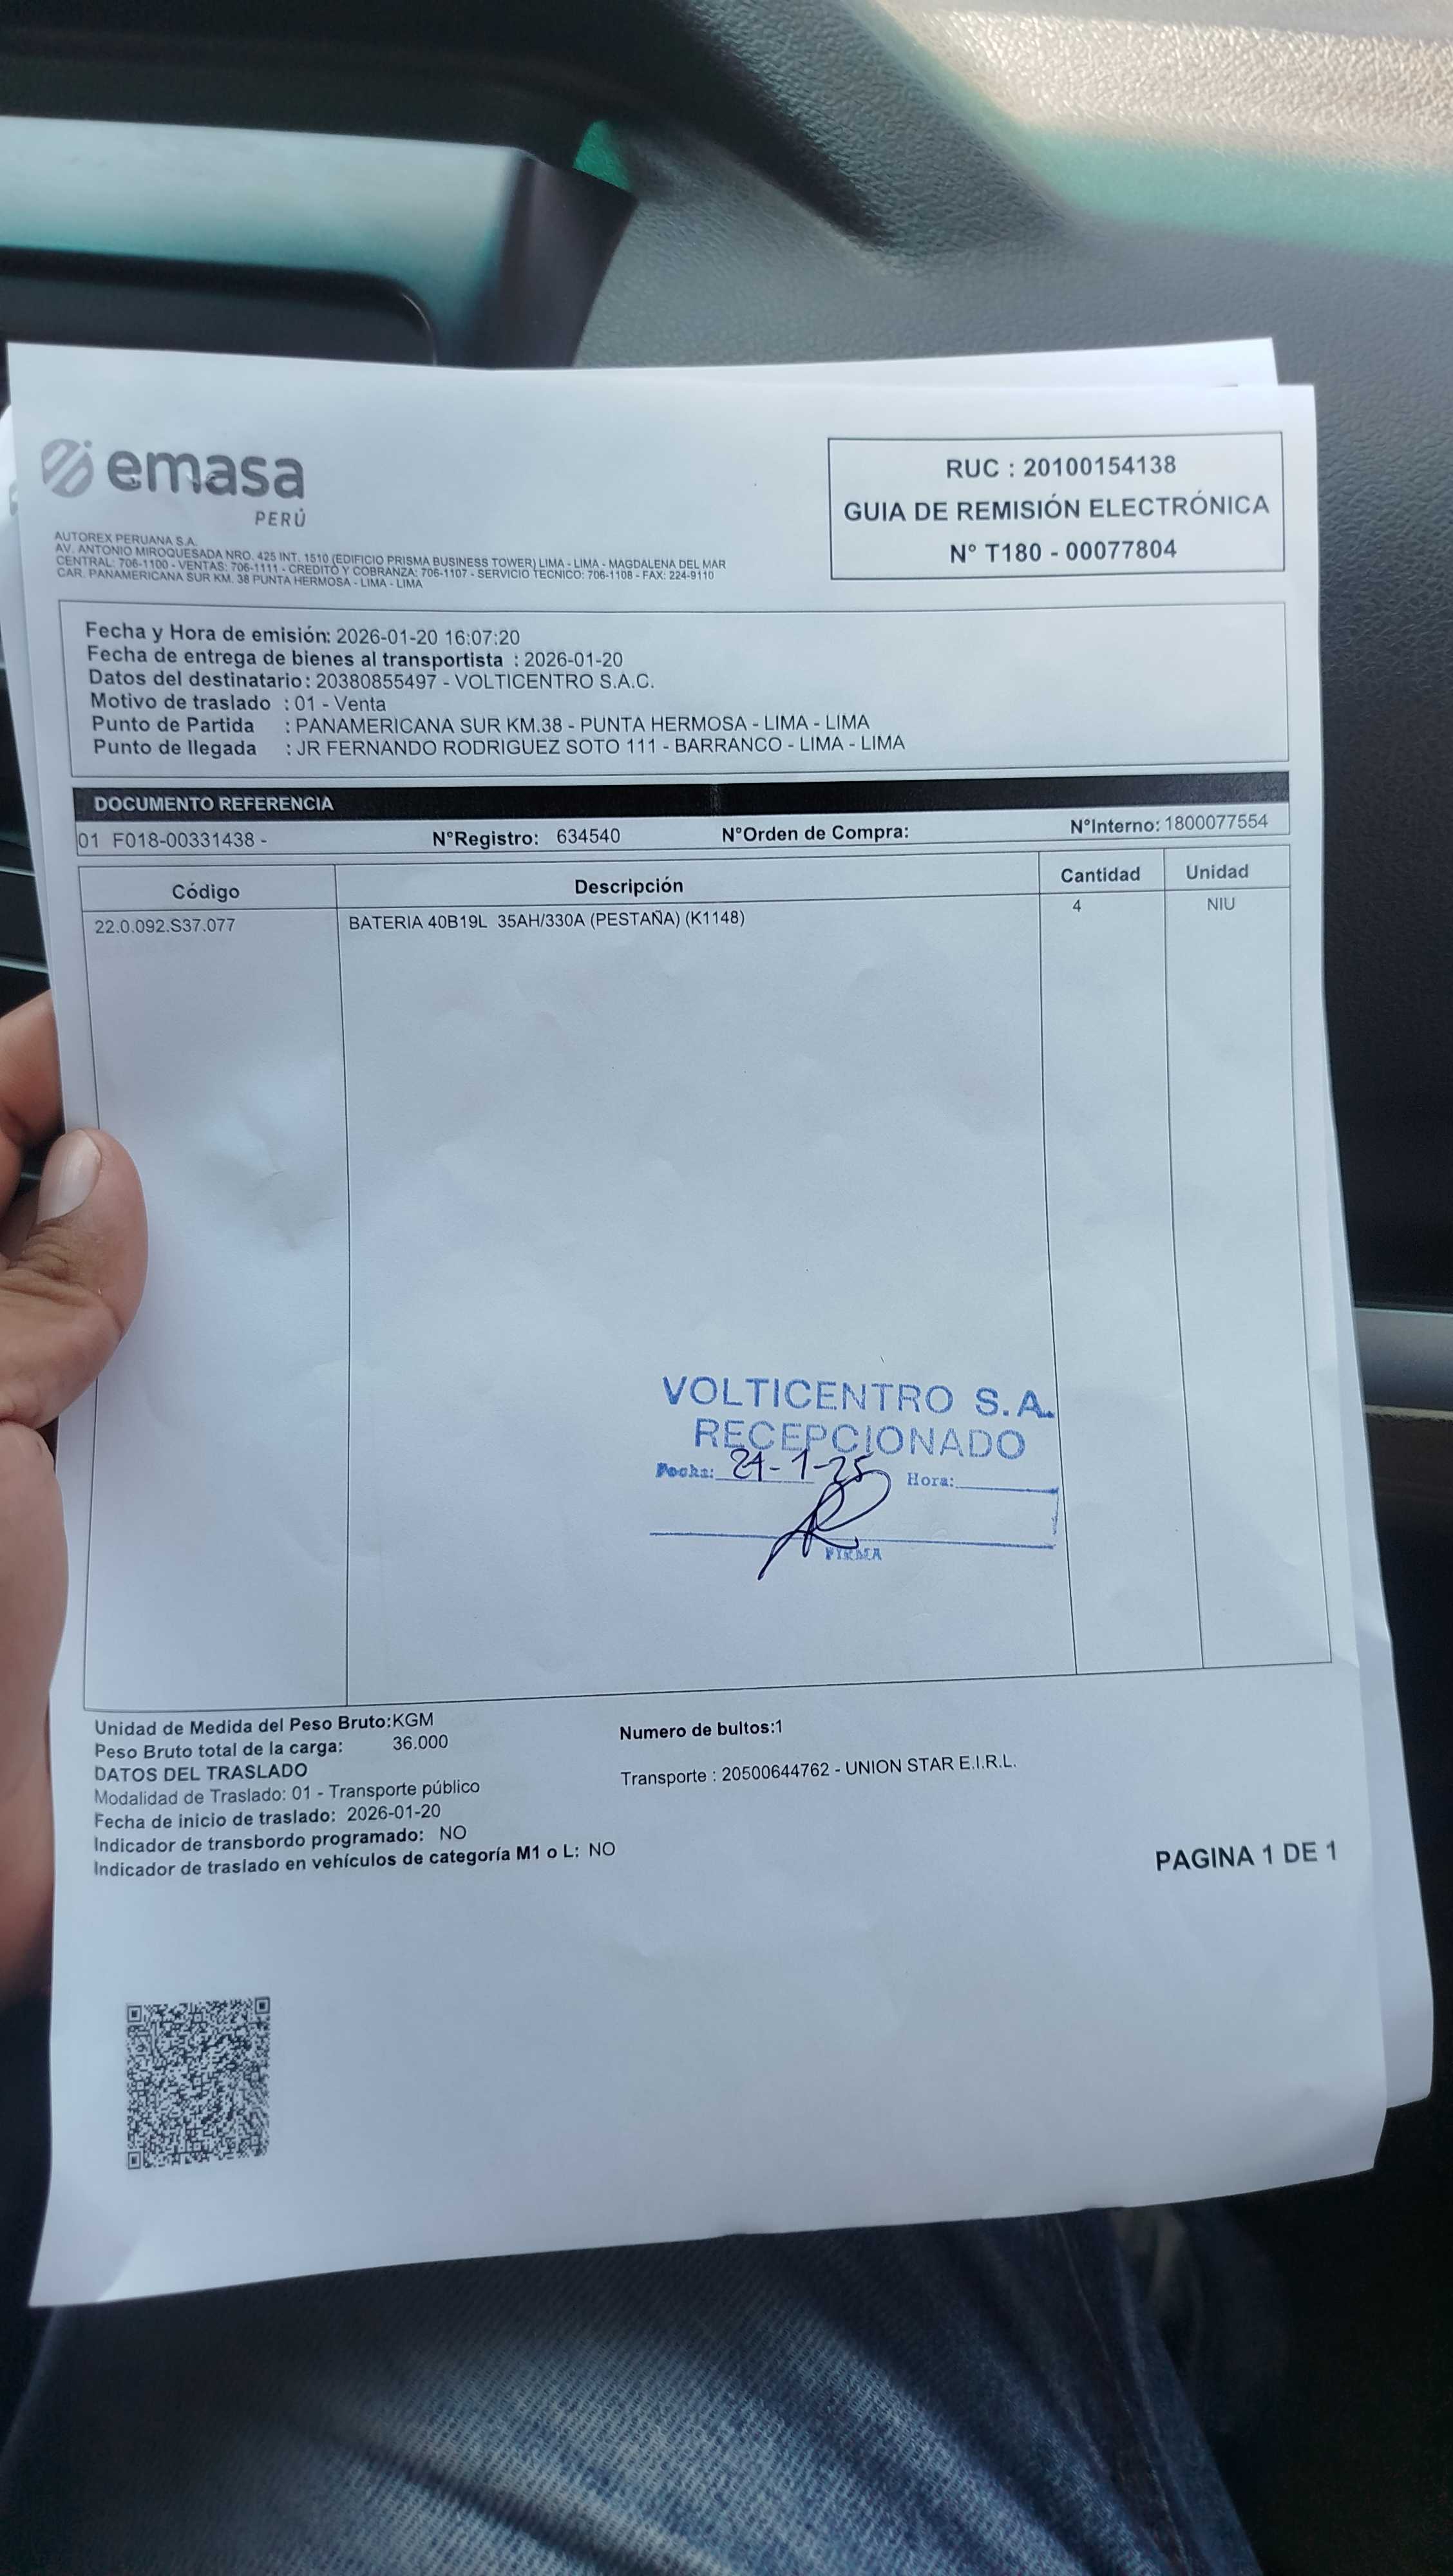 emasa
PERÚ
AUTOREX PERUANA S.A.
AV. ANTONIO MIROQUESADA NRO. 425 INT. 1510 (EDIFICIO PRISMA BUSINESS TOWER) LIMA - LIMA - MAGDALENA DEL MAR
CENTRAL: 706-1100 - VENTAS: 706-1111 - CREDITO Y COBRANZA: 706-1107 - SERVICIO TECNICO: 706-1108 - FAX: 224-9110
CAR. PANAMERICANA SUR KM. 38 PUNTA HERMOSA - LIMA - LIMA
RUC : 20100154138
GUIA DE REMISIÓN ELECTRÓNICA
N° T180 - 00077804
Fecha y Hora de emisión: 2026-01-20 16:07:20
Fecha de entrega de bienes al transportista : 2026-01-20
Datos del destinatario : 20380855497 - VOLTICENTRO S.A.C.
Motivo de traslado : 01 - Venta
Punto de Partida : PANAMERICANA SUR KM.38 - PUNTA HERMOSA - LIMA - LIMA
Punto de llegada : JR FERNANDO RODRIGUEZ SOTO 111 - BARRANCO - LIMA - LIMA
DOCUMENTO REFERENCIA
01 F018-00331438 - N°Registro: 634540 N°Orden de Compra: N°Interno: 1800077554
Código Descripción Cantidad Unidad
22.0.092.S37.077 BATERIA 40B19L 35AH/330A (PESTAÑA) (K1148) 4 NIU
VOLTICENTRO S.A.
RECEPCIONADO
Fecha: 21-1-25 Hora:
FIRMA
Unidad de Medida del Peso Bruto:KGM
Peso Bruto total de la carga: 36.000
Numero de bultos:1
DATOS DEL TRASLADO
Modalidad de Traslado: 01 - Transporte público
Transporte : 20500644762 - UNION STAR E.I.R.L.
Fecha de inicio de traslado: 2026-01-20
Indicador de transbordo programado: NO
Indicador de traslado en vehículos de categoría M1 o L: NO
PAGINA 1 DE 1